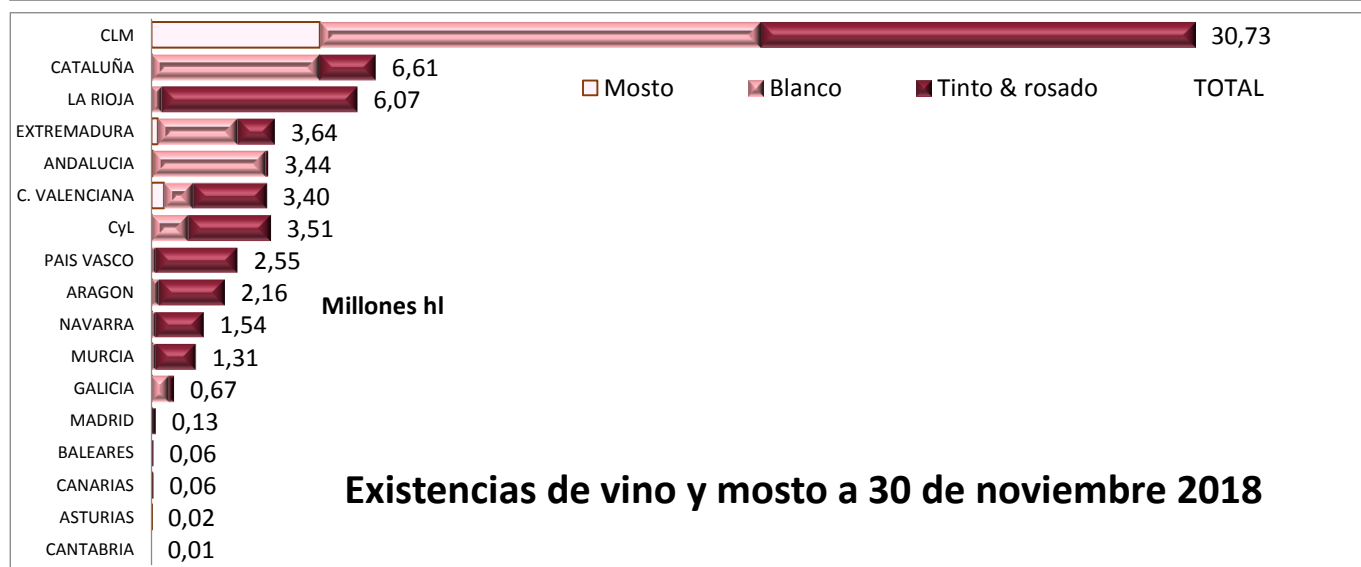 CLM 30,73
CATALUÑA 6,61
Mosto Blanco Tinto & rosado TOTAL
LA RIOJA 6,07
EXTREMADURA 3,64
ANDALUCIA 3,44
C. VALENCIANA 3,40
CyL 3,51
PAIS VASCO 2,55
ARAGON 2,16
Millones hl
NAVARRA 1,54
MURCIA 1,31
GALICIA 0,67
MADRID 0,13
BALEARES 0,06
CANARIAS 0,06
Existencias de vino y mosto a 30 de noviembre 2018
ASTURIAS 0,02
CANTABRIA 0,01